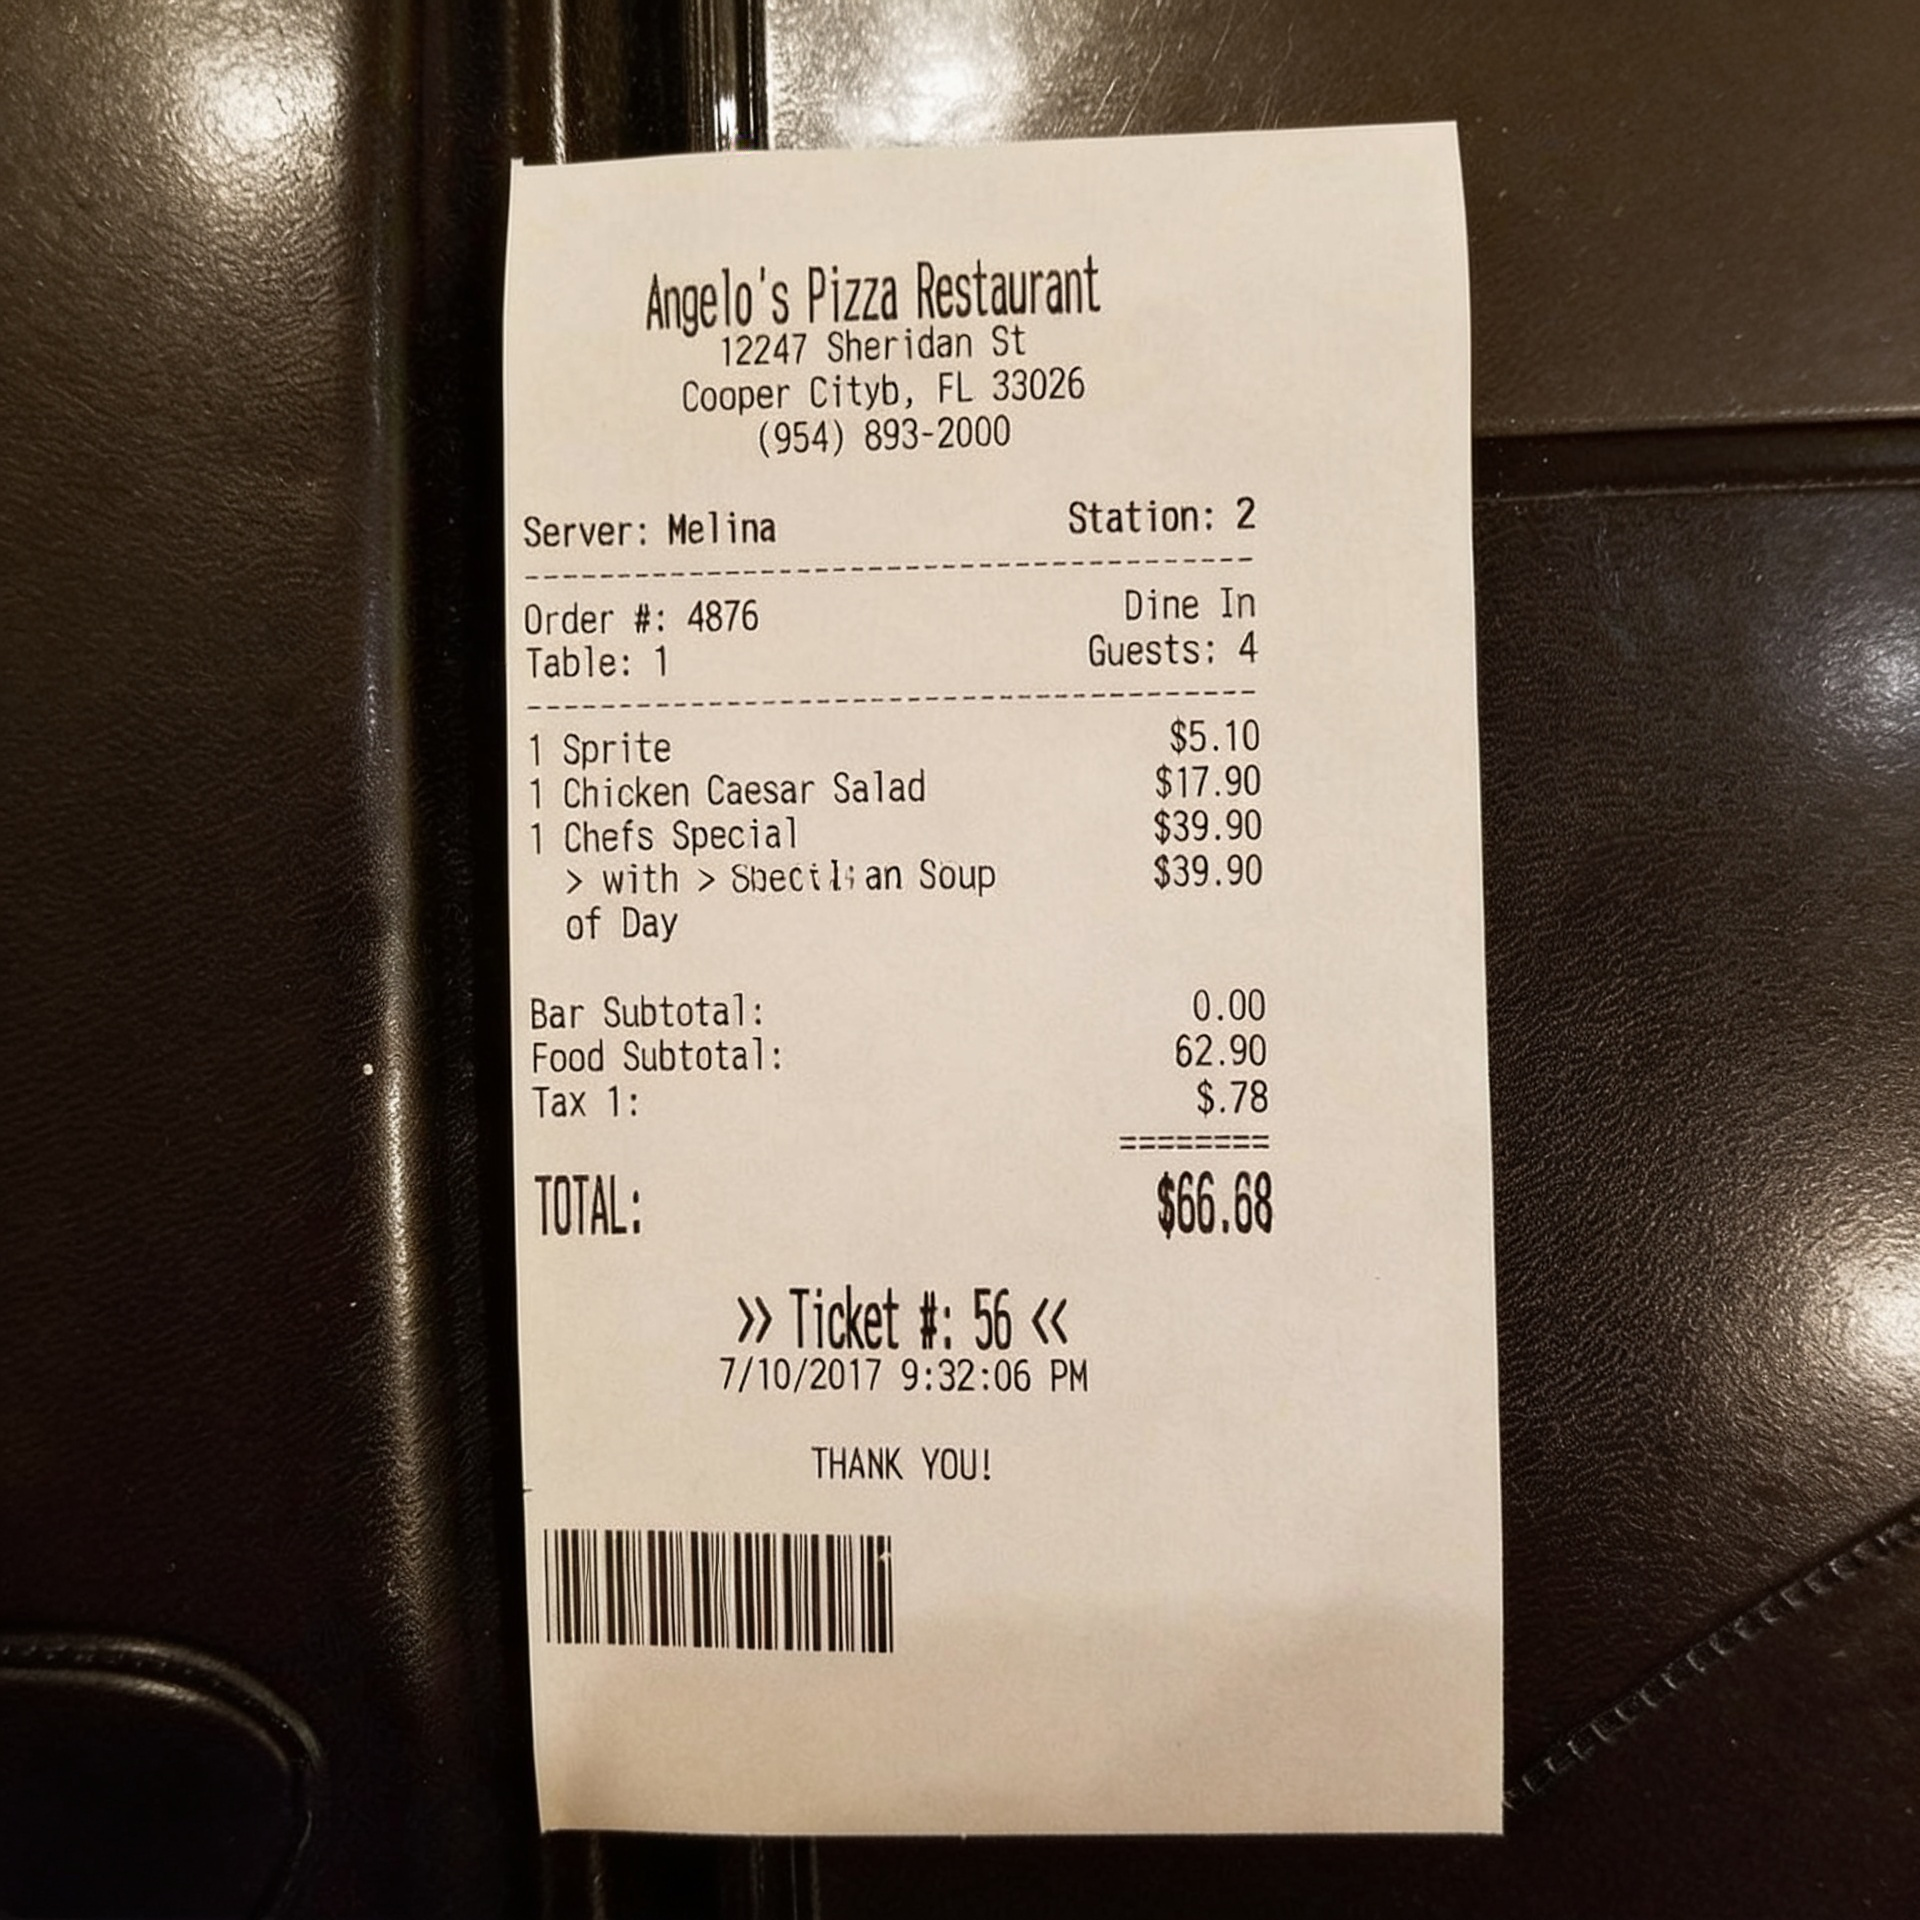 Angelo's Pizza Restaurant
12247 Sheridan St
Cooper Cityb, FL 33026
(954) 893-2000
Server: Melina Station: 2
Order #: 4876 Dine In
Table: 1 Guests: 4
1 Sprite $5.10
1 Chicken Caesar Salad $17.90
1 Chefs Special $39.90
> with > Soup $39.90
of Day
Bar Subtotal: 0.00
Food Subtotal: 62.90
Tax 1: $.78
========
TOTAL: $66.68
>> Ticket #: 56 <<
7/10/2017 9:32:06 PM
THANK YOU!